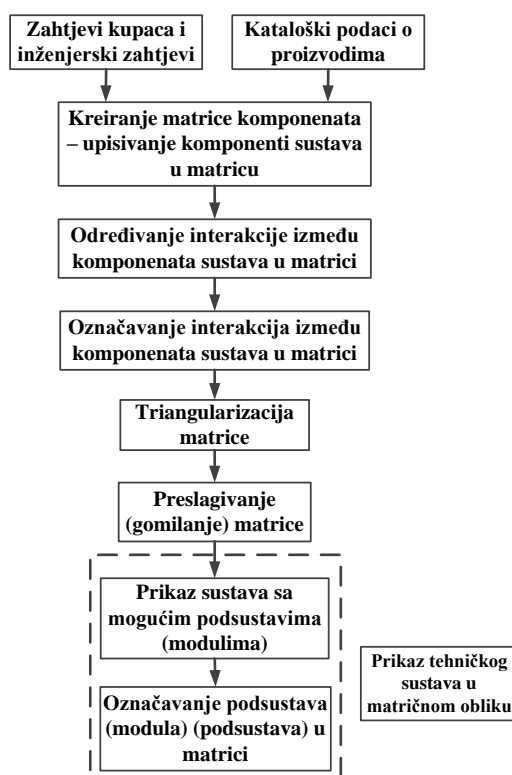 Zahtjevi kupaca i
inženjerski zahtjevi
Kataloški podaci o
proizvodima
Kreiranje matrice komponenata
– upisivanje komponenti sustava
u matricu
Određivanje interakcije između
komponenata sustava u matrici
Označavanje interakcija između
komponenata sustava u matrici
Triangularizacija
matrice
Preslagivanje
(gomilanje) matrice
Prikaz sustava sa
mogućim podsustavima
(modulima)
Označavanje podsustava
(modula) (podsustava) u
matrici
Prikaz tehničkog
sustava u
matričnom obliku